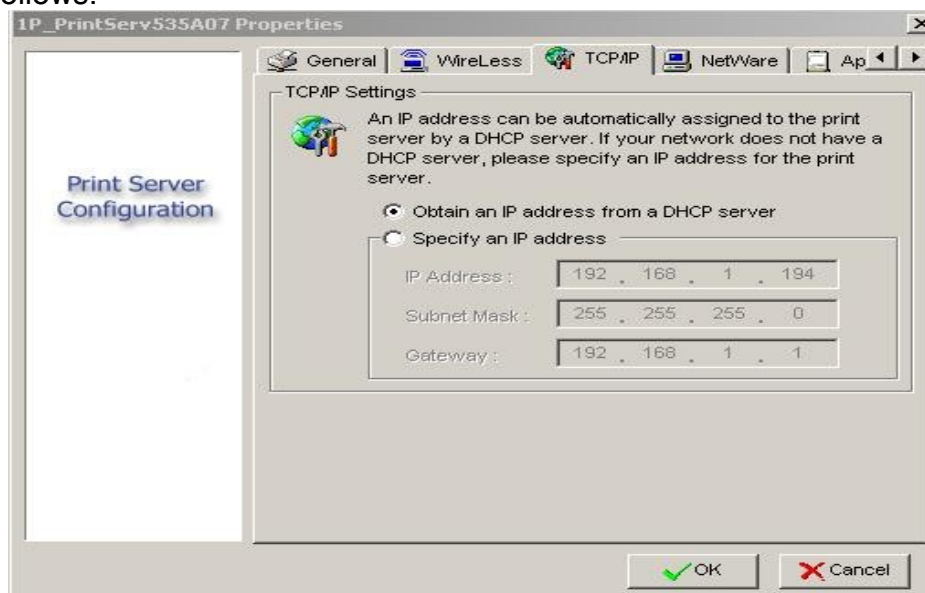 follows:
1P_PrintServ535A07 Properties
General WireLess TCP/IP NetWare Ap
TCP/IP Settings
An IP address can be automatically assigned to the print
server by a DHCP server. If your network does not have a
DHCP server, please specify an IP address for the print
server.
Print Server
Configuration
Obtain an IP address from a DHCP server
Specify an IP address
IP Address : 192 . 168 . 1 . 194
Subnet Mask : 255 . 255 . 255 . 0
Gateway : 192 . 168 . 1 . 1
OK Cancel